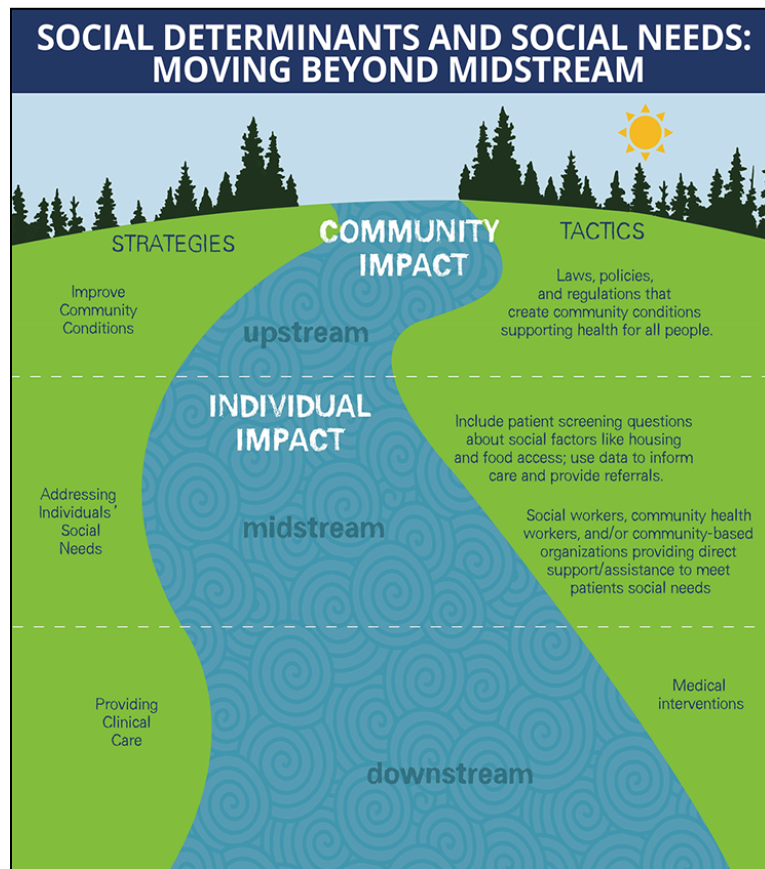 SOCIAL DETERMINANTS AND SOCIAL NEEDS:
MOVING BEYOND MIDSTREAM
STRATEGIES
COMMUNITY
IMPACT
TACTICS
Improve
Community
Conditions
upstream
Laws, policies,
and regulations that
create community conditions
supporting health for all people.
INDIVIDUAL
IMPACT
Addressing
Individuals'
Social
Needs
midstream
Include patient screening questions
about social factors like housing
and food access; use data to inform
care and provide referrals.
Social workers, community health
workers, and/or community-based
organizations providing direct
support/assistance to meet
patients social needs
Providing
Clinical
Care
downstream
Medical
interventions